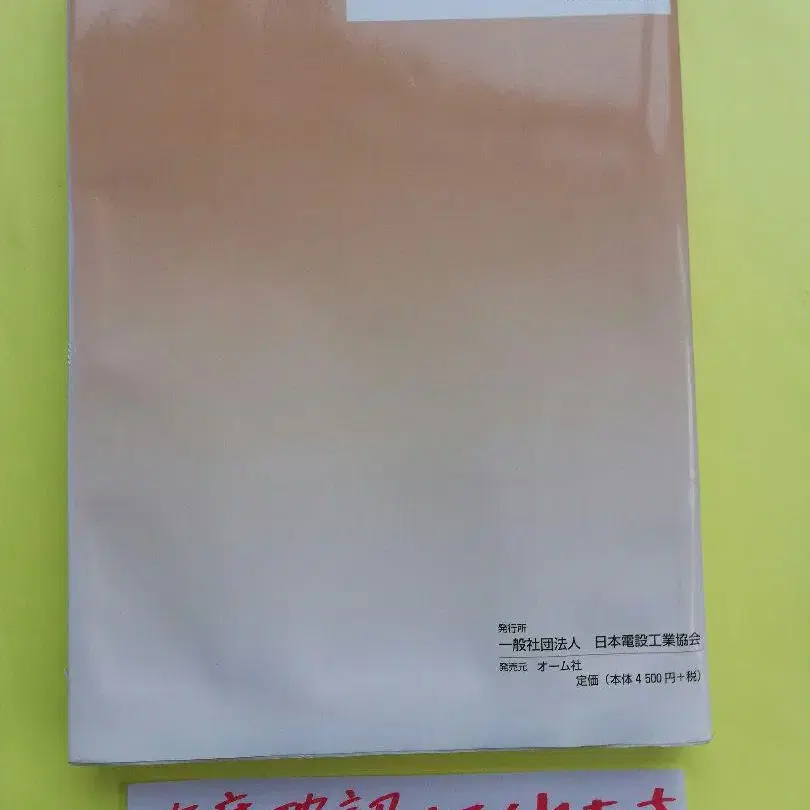 発行所
一般社団法人 日本電設工業協会
発売元 オーム社
定価（本体4 500円+税）